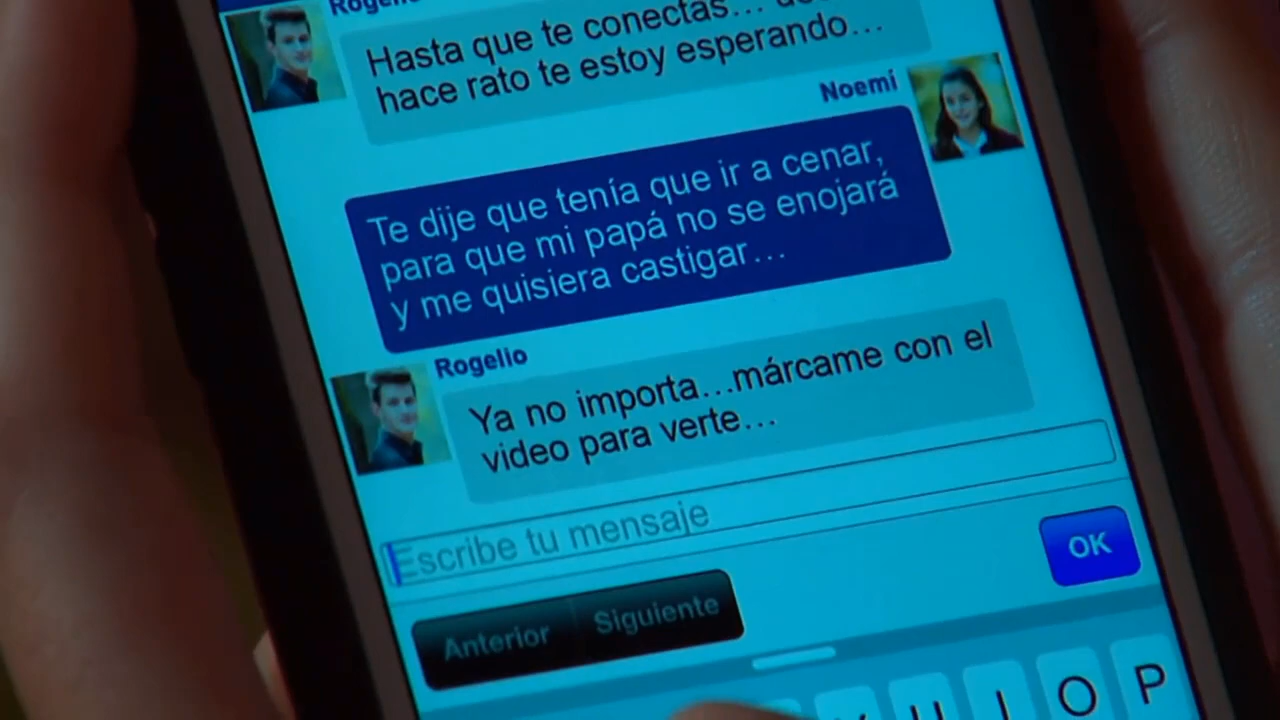 Rogelio
Hasta que te conectas...
hace rato te estoy esperando...
Noemí
Te dije que tenía que ir a cenar,
para que mi papá no se enojará
y me quisiera castigar...
Rogelio
Ya no importa...márcame con el
video para verte...
Escribe tu mensaje
OK
Anterior Siguiente
U I O P